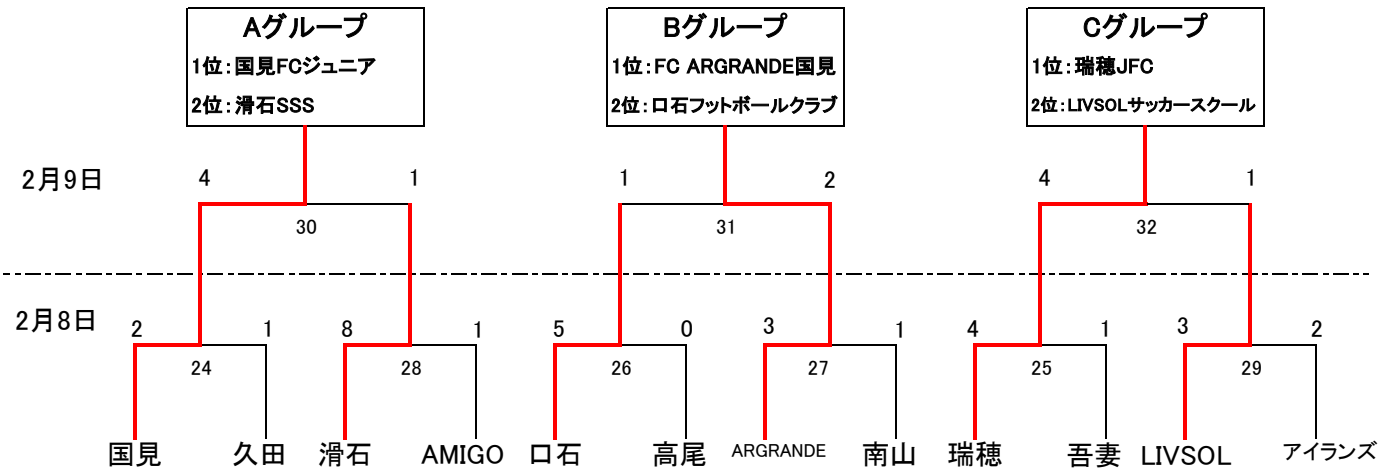 Aグループ
1位:国見FCジュニア
2位:滑石SSS
Bグループ
1位:FC ARGRANDE国見
2位:口石フットボールクラブ
Cグループ
1位:瑞穂JFC
2位:LIVSOLサッカースクール
2月9日 4 1 1 2 4 1
30 31 32
2月8日 2 1 8 1 5 0 3 1 4 1 3 2
24 28 26 27 25 29
国見 久田 滑石 AMIGO 口石 高尾 ARGRANDE 南山 瑞穂 吾妻 LIVSOL アイランズ